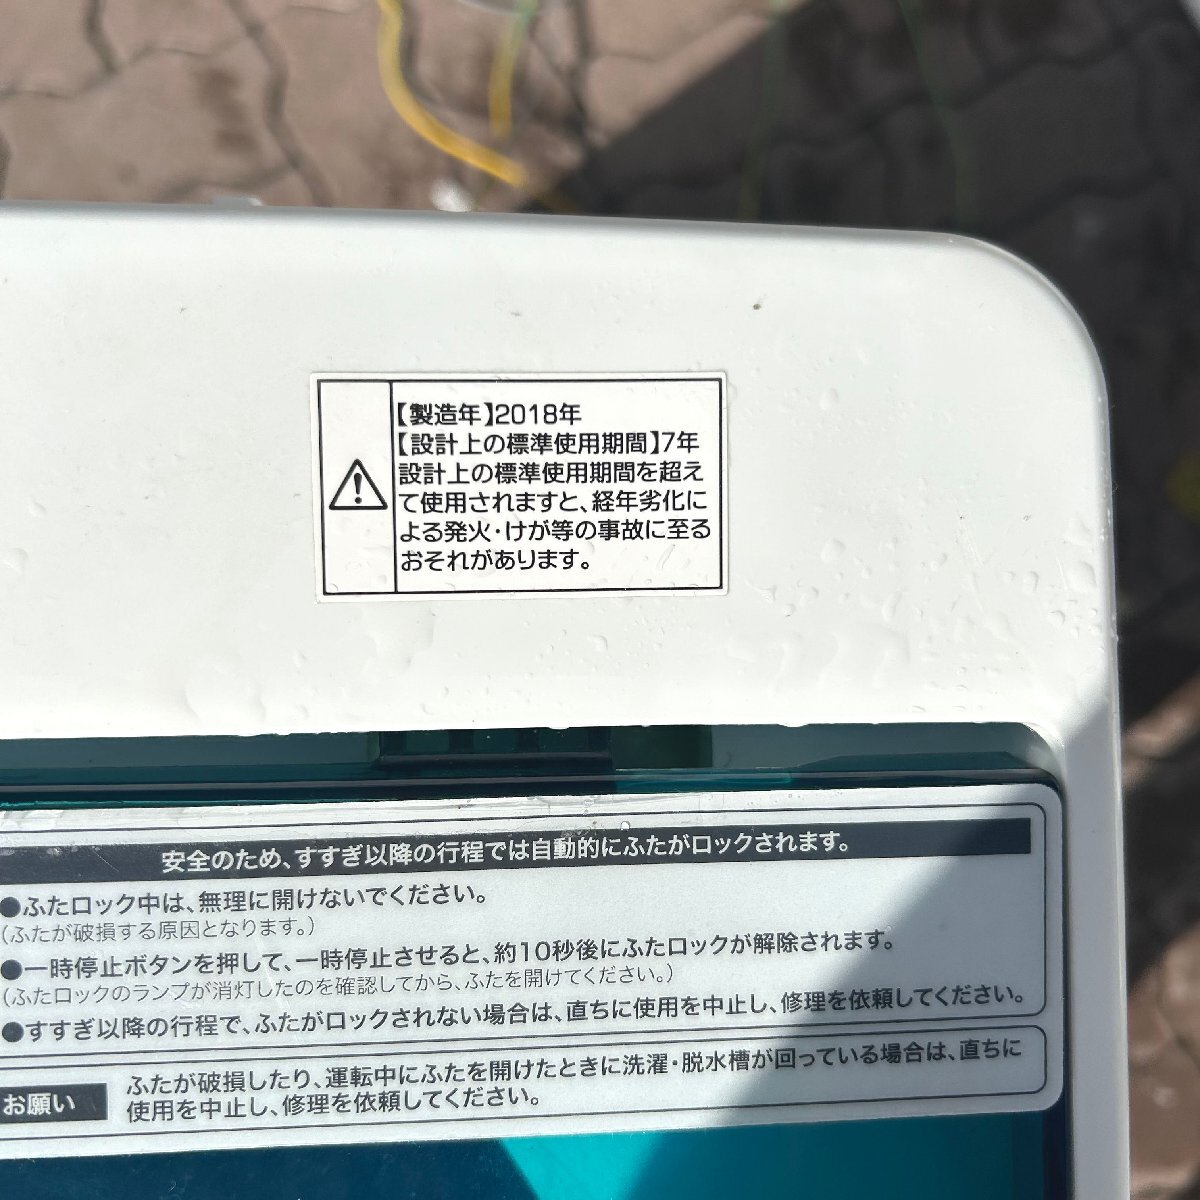 【製造年】2018年
【設計上の標準使用期間】7年
設計上の標準使用期間を超え
て使用されますと、経年劣化に
よる発火・けが等の事故に至る
おそれがあります。
安全のため、すすぎ以降の行程では自動的にふたがロックされます。
●ふたロック中は、無理に開けないでください。
(ふたが破損する原因となります。)
●一時停止ボタンを押して、一時停止させると、約10秒後にふたロックが解除されます。
(ふたロックのランプが消灯したのを確認してから、ふたを開けてください。)
●すすぎ以降の行程で、ふたがロックされない場合は、直ちに使用を中止し、修理を依頼してください。
お願い
ふたが破損したり、運転中にふたを開けたときに洗濯・脱水槽が回っている場合は、直ちに
使用を中止し、修理を依頼してください。